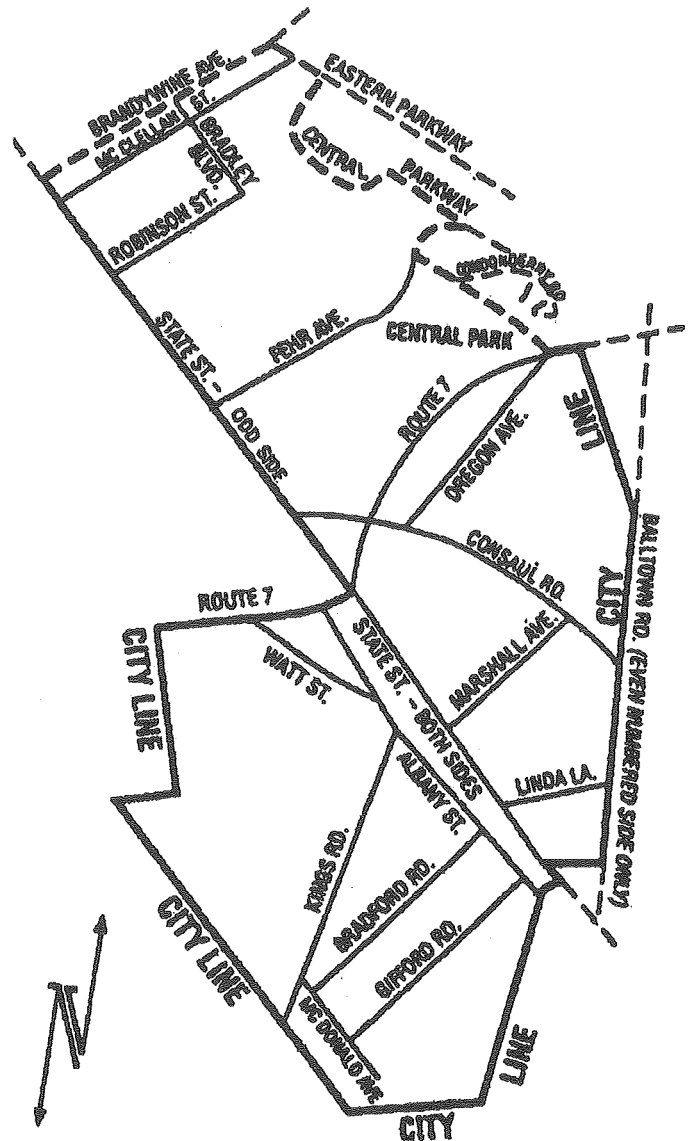 BRANDYWINE AVE.
MC CLELLAN ST.
BRADLEY
BLVD.
ROBINSON ST.
EASTERN PARKWAY
CENTRAL
PARKWAY
LONDONDERRY RD.
STATE ST. -
ODD SIDE
FEHR AVE.
CENTRAL PARK
ROUTE 7
OREGON AVE.
LINE
CONSAUL RD.
CITY
BALLTOWN RD. (EVEN NUMBERED SIDE ONLY)
ROUTE 7
WATT ST.
CITY LINE
STATE ST. - BOTH SIDES
MARSHALL AVE.
LINDA LA.
ALBANY ST.
KINGS RD.
BRADFORD RD.
GIFFORD RD.
CITY LINE
MC DONALD AVE
LINE
CITY
N